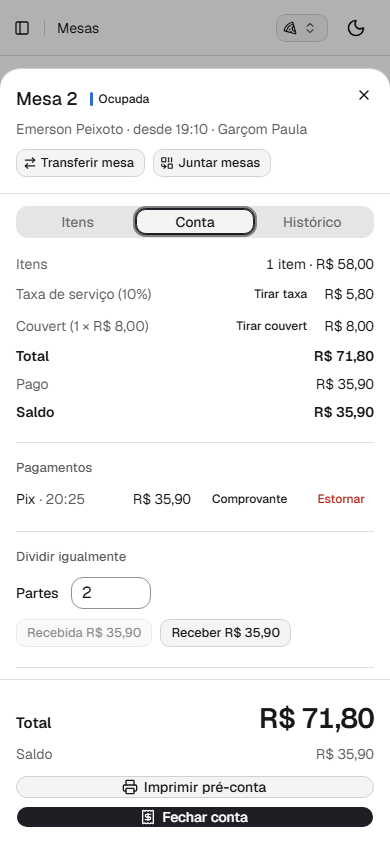 Mesas
Mesa 2 Ocupada
Emerson Peixoto · desde 19:10 · Garçom Paula
Transferir mesa Juntar mesas
Itens Conta Histórico
Itens 1 item · R$ 58,00
Taxa de serviço (10%) Tirar taxa R$ 5,80
Couvert (1 × R$ 8,00) Tirar couvert R$ 8,00
Total R$ 71,80
Pago R$ 35,90
Saldo R$ 35,90
Pagamentos
Pix · 20:25 R$ 35,90 Comprovante Estornar
Dividir igualmente
Partes 2
Recebida R$ 35,90 Receber R$ 35,90
Total R$ 71,80
Saldo R$ 35,90
Imprimir pré-conta
Fechar conta